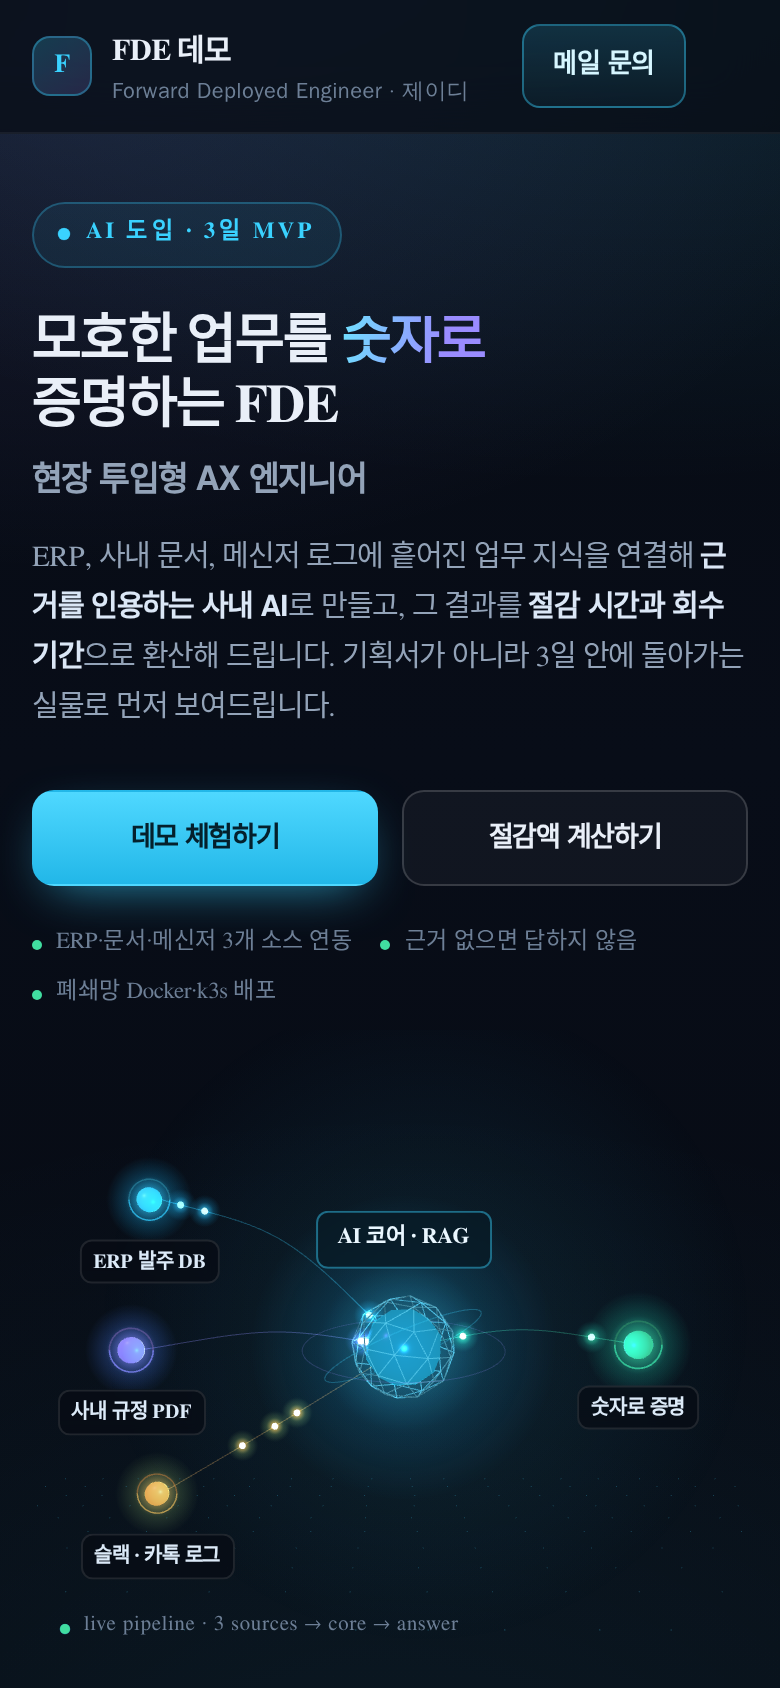 F
FDE 데모
Forward Deployed Engineer · 제이디
메일 문의
AI 도입 · 3일 MVP
모호한 업무를 숫자로
증명하는 FDE
현장 투입형 AX 엔지니어
ERP, 사내 문서, 메신저 로그에 흩어진 업무 지식을 연결해 근
거를 인용하는 사내 AI로 만들고, 그 결과를 절감 시간과 회수
기간으로 환산해 드립니다. 기획서가 아니라 3일 안에 돌아가는
실물로 먼저 보여드립니다.
데모 체험하기
절감액 계산하기
ERP·문서·메신저 3개 소스 연동
근거 없으면 답하지 않음
폐쇄망 Docker·k3s 배포
AI 코어 · RAG
ERP 발주 DB
사내 규정 PDF
숫자로 증명
슬랙 · 카톡 로그
live pipeline · 3 sources → core → answer